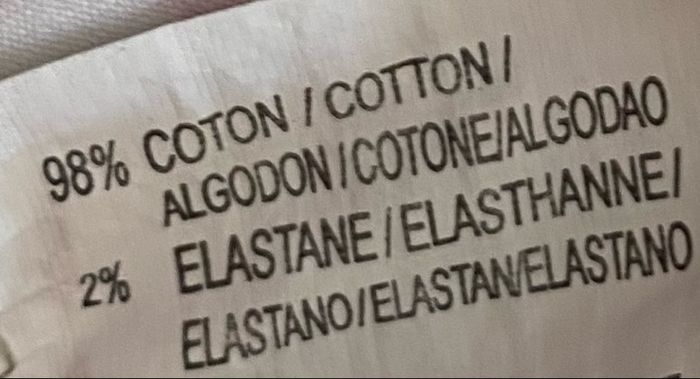 98% COTON / COTTON /
ALGODON / COTONE/ALGODAO
2% ELASTANE / ELASTHANNE /
ELASTANO / ELASTAN/ELASTANO